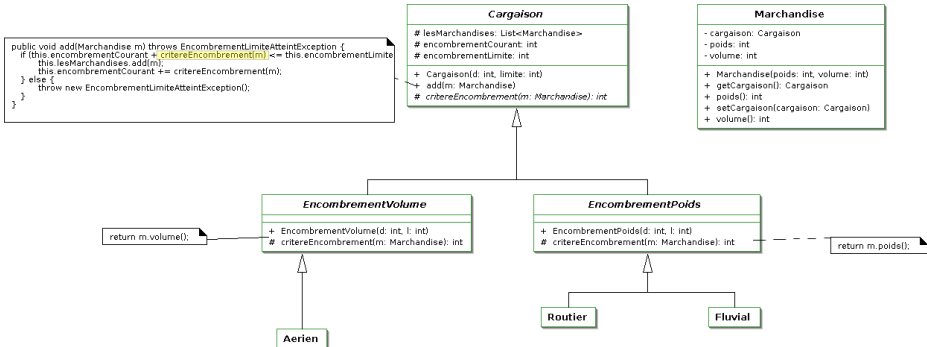 Cargaison
# lesMarchandises: List<Marchandise>
# encombrementCourant: int
# encombrementLimite: int
+ Cargaison(d: int, limite: int)
+ add(m: Marchandise)
# critereEncombrement(m: Marchandise): int
Marchandise
- cargaison: Cargaison
- poids: int
- volume: int
+ Marchandise(poids: int, volume: int)
+ getCargaison(): Cargaison
+ poids(): int
+ setCargaison(cargaison: Cargaison)
+ volume(): int
public void add(Marchandise m) throws EncombrementLimiteAtteintException {
if (this.encombrementCourant + critereEncombrement(m) <= this.encombrementLimite
this.lesMarchandises.add(m);
this.encombrementCourant += critereEncombrement(m);
} else {
throw new EncombrementLimiteAtteintException();
}
}
EncombrementVolume
+ EncombrementVolume(d: int, l: int)
# critereEncombrement(m: Marchandise): int
EncombrementPoids
+ EncombrementPoids(d: int, l: int)
# critereEncombrement(m: Marchandise): int
return m.volume();
return m.poids();
Routier
Fluvial
Aerien